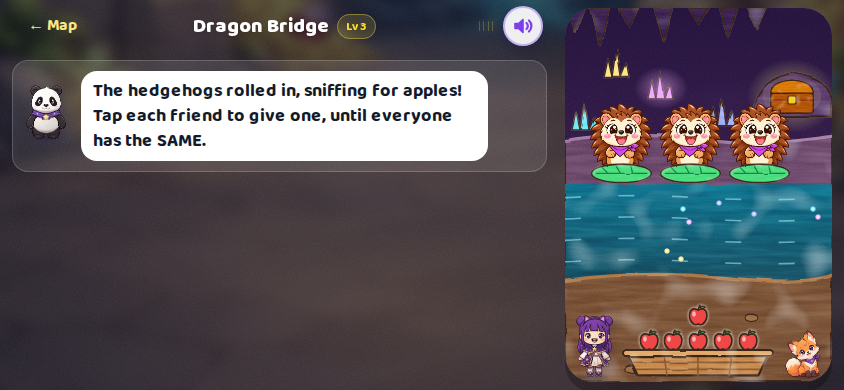 ← Map
Dragon Bridge
Lv 3
The hedgehogs rolled in, sniffing for apples!
Tap each friend to give one, until everyone
has the SAME.